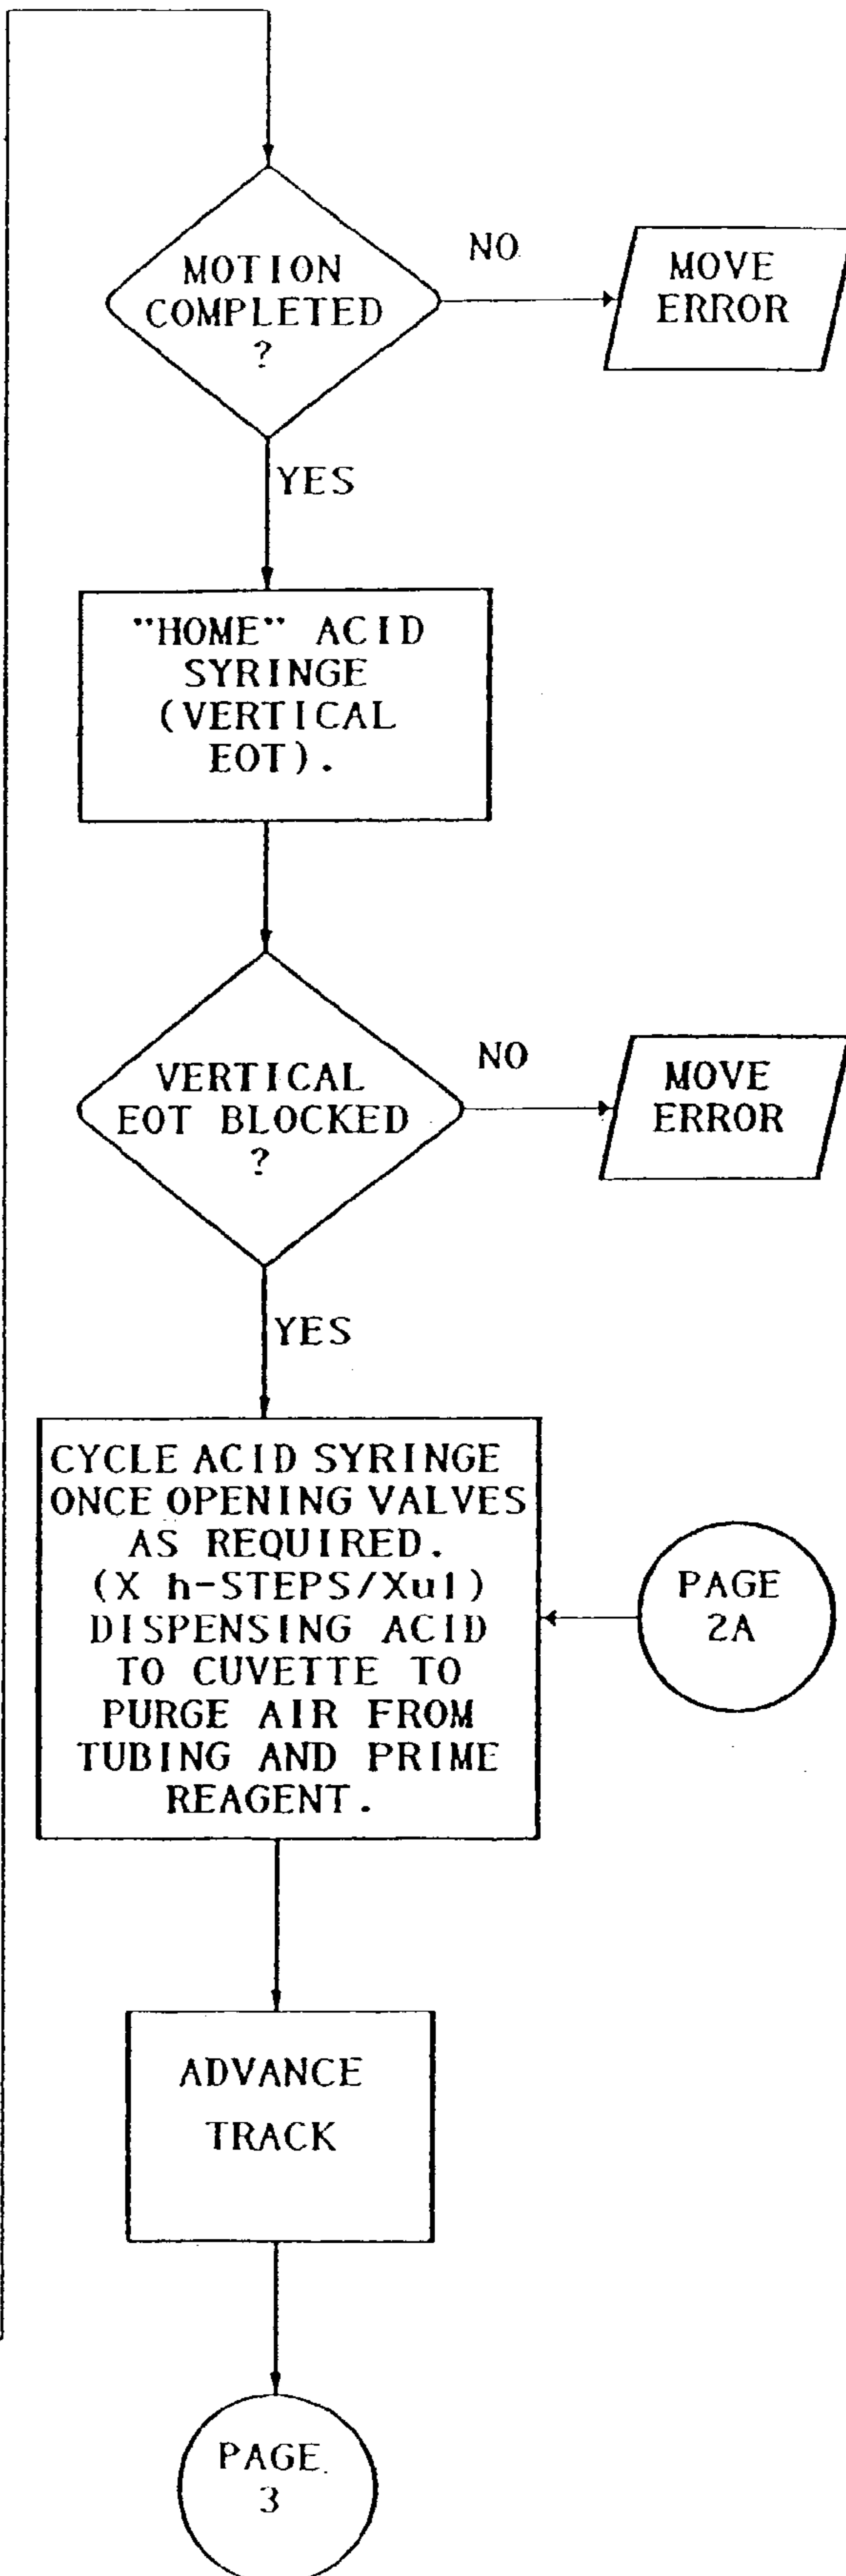 MOTION
COMPLETED
?
NO
MOVE
ERROR
YES
"HOME" ACID
SYRINGE
(VERTICAL
EOT).
VERTICAL
EOT BLOCKED
?
NO
MOVE
ERROR
YES
CYCLE ACID SYRINGE
ONCE OPENING VALVES
AS REQUIRED.
(X h-STEPS/Xul)
DISPENSING ACID
TO CUVETTE TO
PURGE AIR FROM
TUBING AND PRIME
REAGENT.
PAGE
2A
ADVANCE
TRACK
PAGE
3